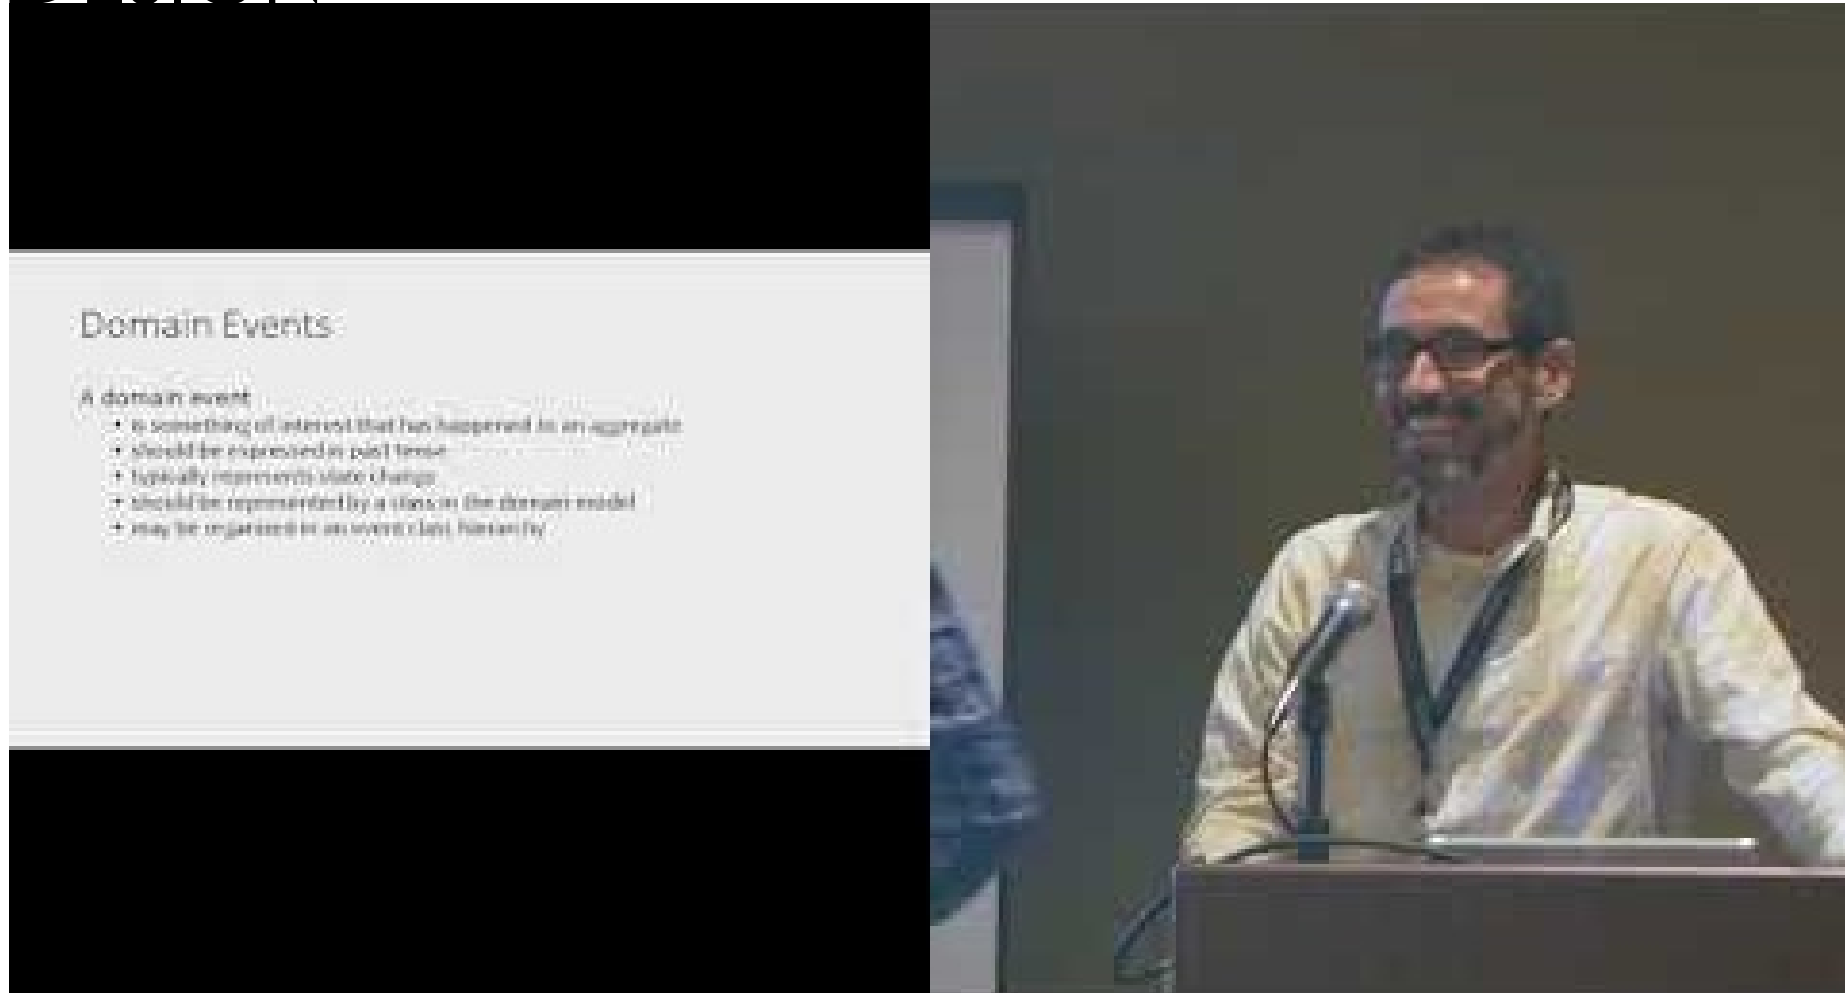 Domain Events
A domain event
• is something of interest that has happened to an aggregate
• should be expressed in past tense
• typically represents state change
• should be represented by a class in the domain model
• may be organized in an event class hierarchy